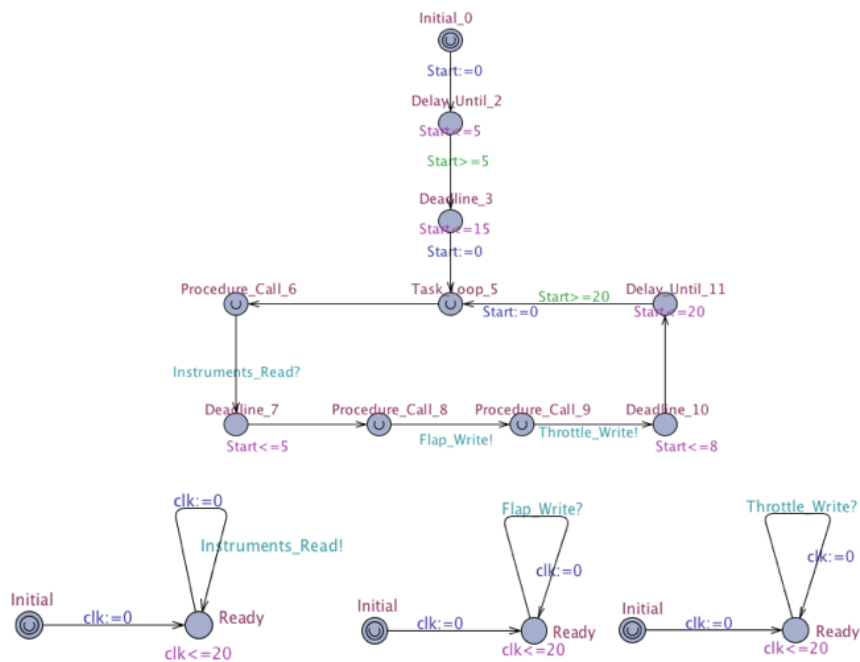 Initial_0
Start:=0
Delay_Until_2
Start<=5
Start>=5
Deadline_3
Start<=15
Start:=0
Procedure_Call_6
Task_Loop_5
Start>=20
Delay_Until_11
Start:=0
Start<=20
Instruments_Read?
Deadline_7
Procedure_Call_8
Procedure_Call_9
Deadline_10
Start<=5
Flap_Write!
Throttle_Write!
Start<=8
clk:=0
Instruments_Read!
Initial
clk:=0
Ready
clk<=20
Flap_Write?
clk:=0
Initial
clk:=0
Ready
clk<=20
Throttle_Write?
clk:=0
Initial
clk:=0
Ready
clk<=20